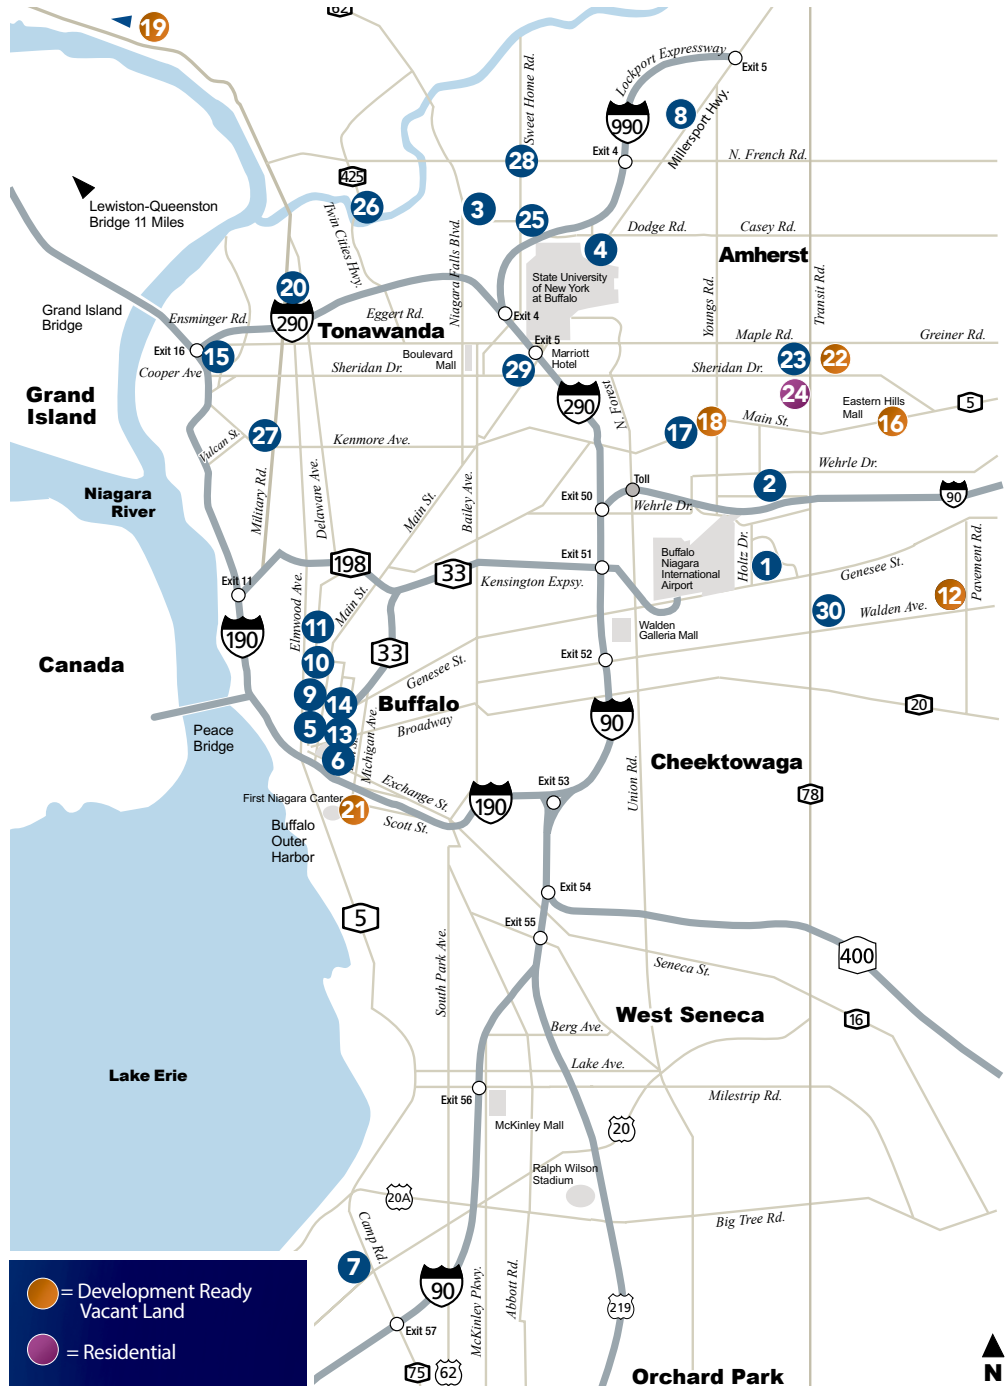 62
19
Lockport Expressway
Exit 5
Sweet Home Rd.
8
990
Millersport Hwy.
Exit 4
N. French Rd.
28
425
Lewiston-Queenston
Bridge 11 Miles
26
Twin Cities Hwy.
3
25
Niagara Falls Blvd.
Dodge Rd.
Casey Rd.
4
Amherst
State University
of New York
at Buffalo
Youngs Rd.
Transit Rd.
20
Grand Island
Bridge
Ensminger Rd.
290
Eggert Rd.
Exit 4
Tonawanda
Exit 16
15
Exit 5
Maple Rd.
Greiner Rd.
Boulevard
Mall
Marriott
Hotel
23
22
Cooper Ave
Sheridan Dr.
29
Sheridan Dr.
Grand
Island
290
N. Forest
24
Eastern Hills
Mall
5
18
Main St.
16
17
Vulcan St.
27
Kenmore Ave.
Wehrle Dr.
Niagara
River
Military Rd.
Delaware Ave.
Main St.
Bailey Ave.
Toll
2
Exit 50
Wehrle Dr.
90
Holtz Dr.
Pavement Rd.
Exit 51
Buffalo
Niagara
International
Airport
1
Genesee St.
198
33
Kensington Expsy.
Exit 11
Elmwood Ave.
Main St.
12
30
Walden Ave.
11
190
Walden
Galleria Mall
Canada
10
33
Genesee St.
Exit 52
9
14
Buffalo
20
90
5
13
Michigan Ave.
Broadway
Peace
Bridge
6
Cheektowaga
Exchange St.
Exit 53
Union Rd.
78
First Niagara Canter
21
190
Scott St.
Buffalo
Outer
Harbor
Exit 54
5
Exit 55
South Park Ave.
400
Seneca St.
West Seneca
16
Berg Ave.
Lake Ave.
Lake Erie
Exit 56
Milestrip Rd.
McKinley Mall
20
Ralph Wilson
Stadium
20A
Camp Rd.
Big Tree Rd.
7
90
McKinley Pkwy.
Abbott Rd.
219
Exit 57
75
62
Orchard Park
N
= Development Ready
Vacant Land
= Residential